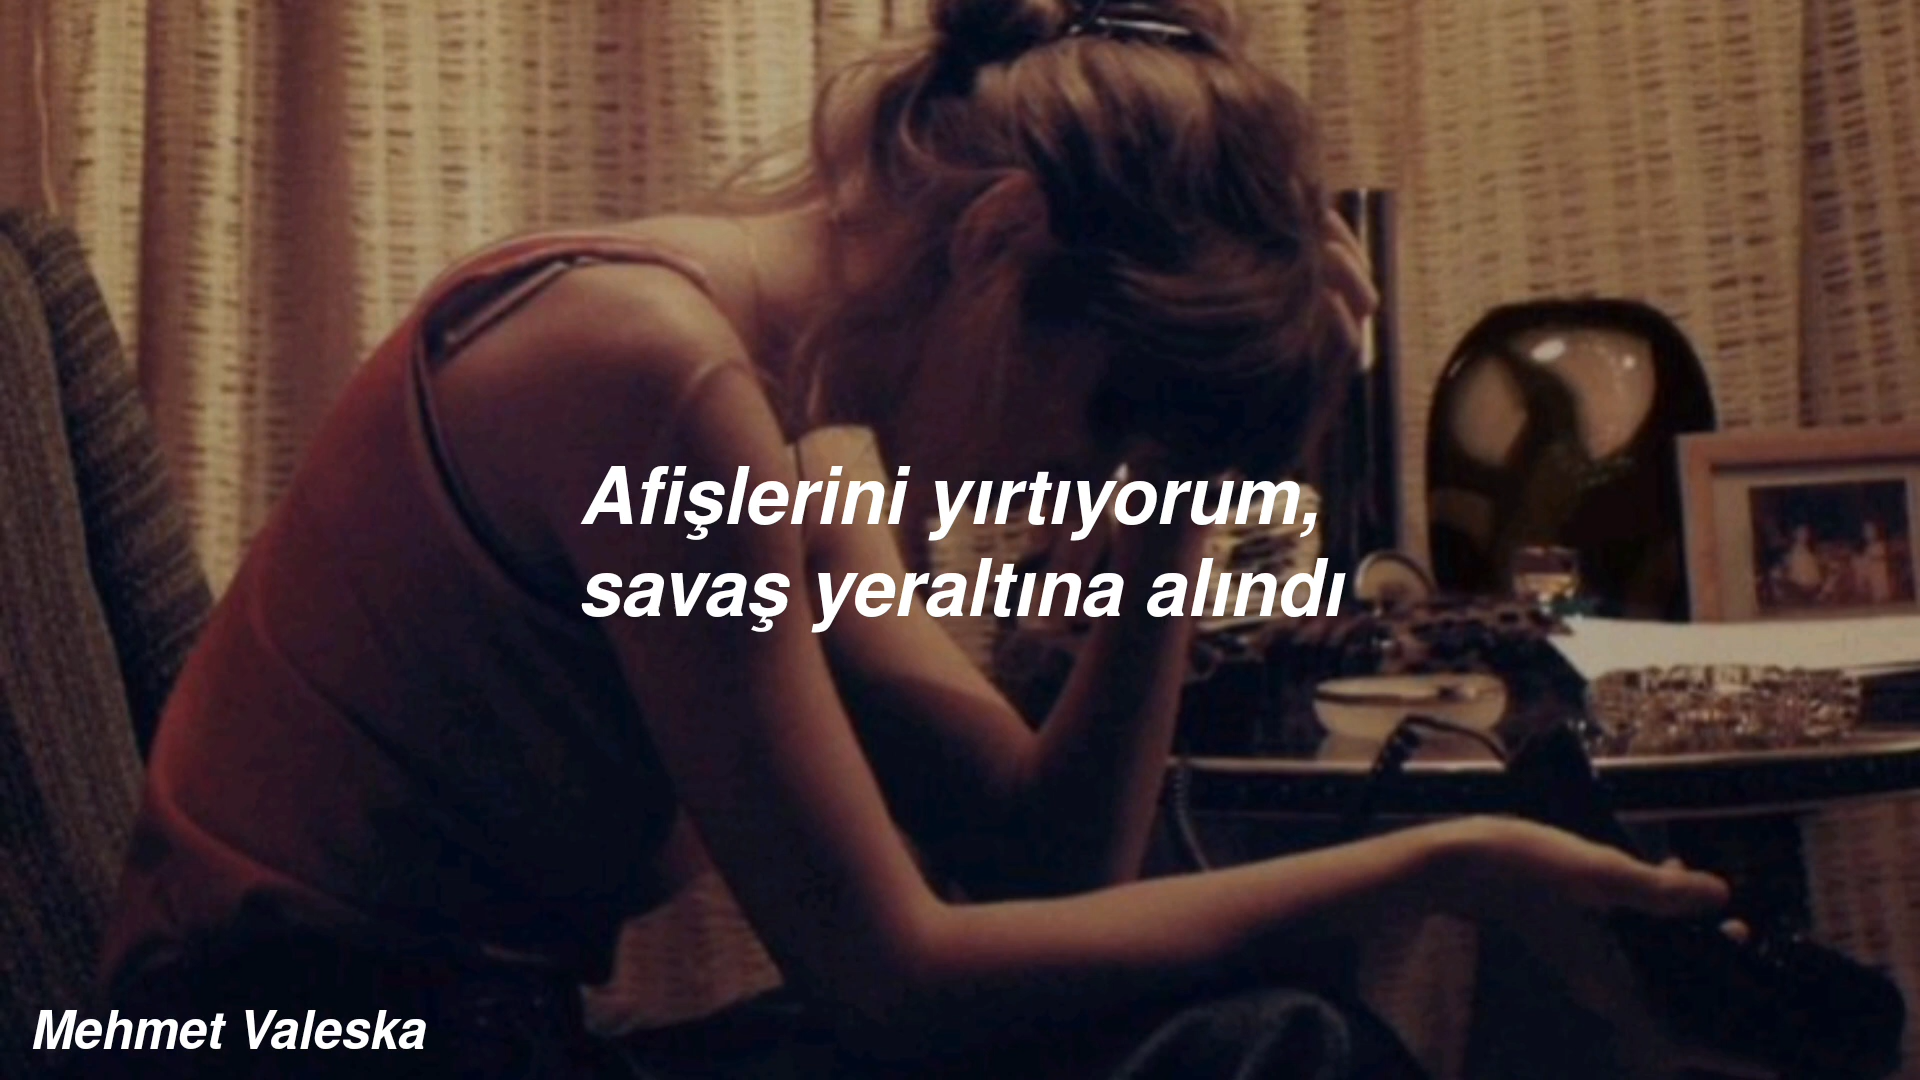 Afişlerini yırtıyorum,
savaş yeraltına alındı
Mehmet Valeska